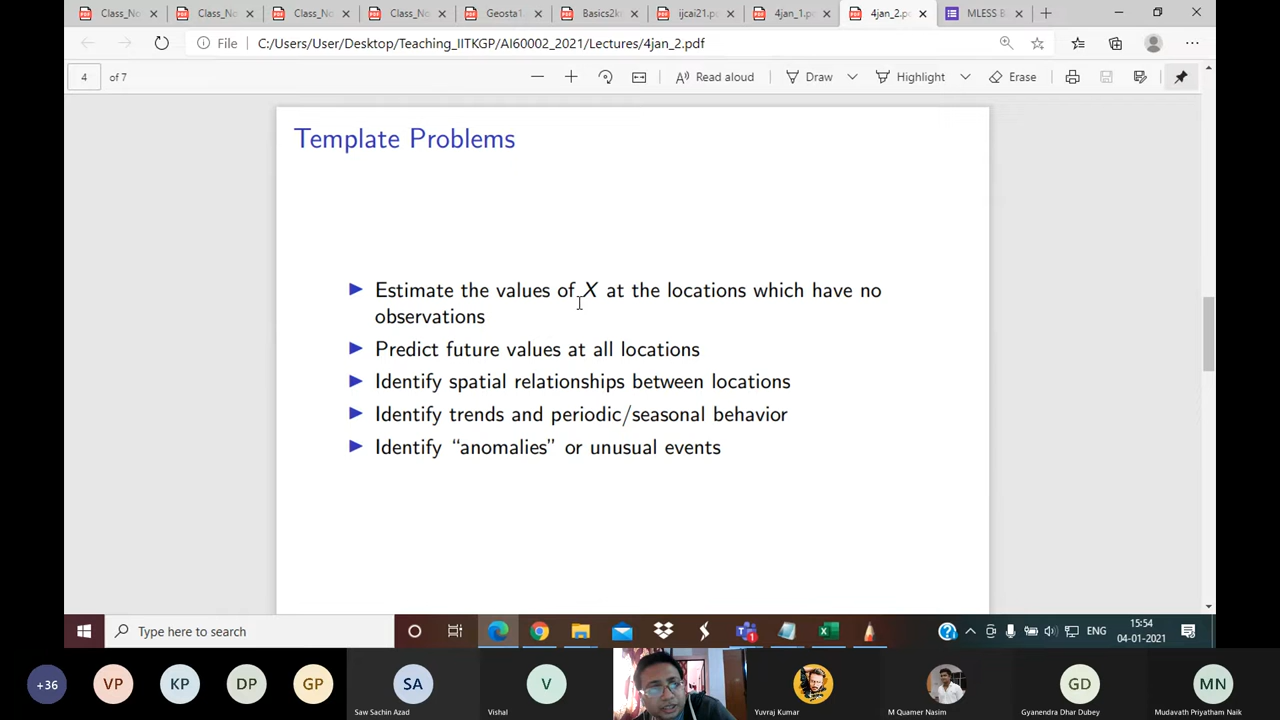 Class_No
Class_No
Class_No
Class_No
Geosta1
Basics2k
ijcai21.p
4jan_1.p
4jan_2.p
MLESS B
File C:/Users/User/Desktop/Teaching_IITKGP/AI60002_2021/Lectures/4jan_2.pdf
4 of 7
Read aloud
Draw
Highlight
Erase
Template Problems
Estimate the values of X at the locations which have no
observations
Predict future values at all locations
Identify spatial relationships between locations
Identify trends and periodic/seasonal behavior
Identify “anomalies” or unusual events
Type here to search
1
ENG
15:54
04-01-2021
+36
VP
KP
DP
GP
SA
V
GD
MN
Saw Sachin Azad
Vishal
Yuvraj Kumar
M Quamer Nasim
Gyanendra Dhar Dubey
Mudavath Priyatham Naik